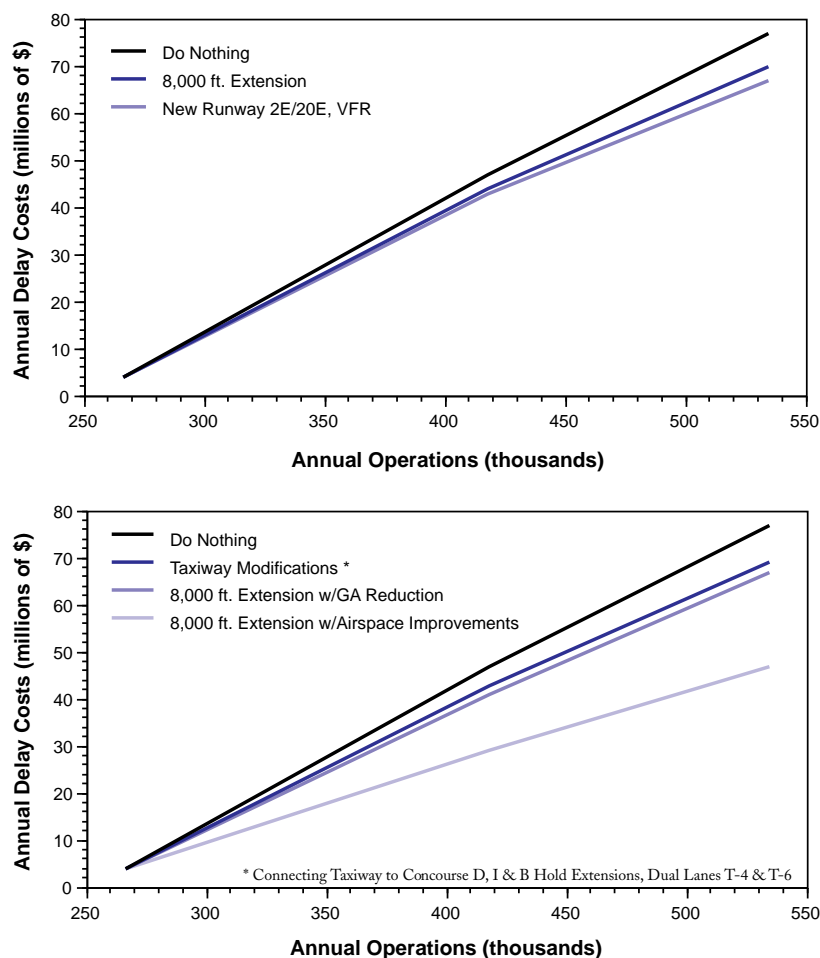 80
70
60
50
40
30
20
10
0
Annual Delay Costs (millions of $)
Do Nothing
8,000 ft. Extension
New Runway 2E/20E, VFR
250 300 350 400 450 500 550
Annual Operations (thousands)
80
70
60
50
40
30
20
10
0
Annual Delay Costs (millions of $)
Do Nothing
Taxiway Modifications *
8,000 ft. Extension w/GA Reduction
8,000 ft. Extension w/Airspace Improvements
* Connecting Taxiway to Concourse D, I & B Hold Extensions, Dual Lanes T-4 & T-6
250 300 350 400 450 500 550
Annual Operations (thousands)